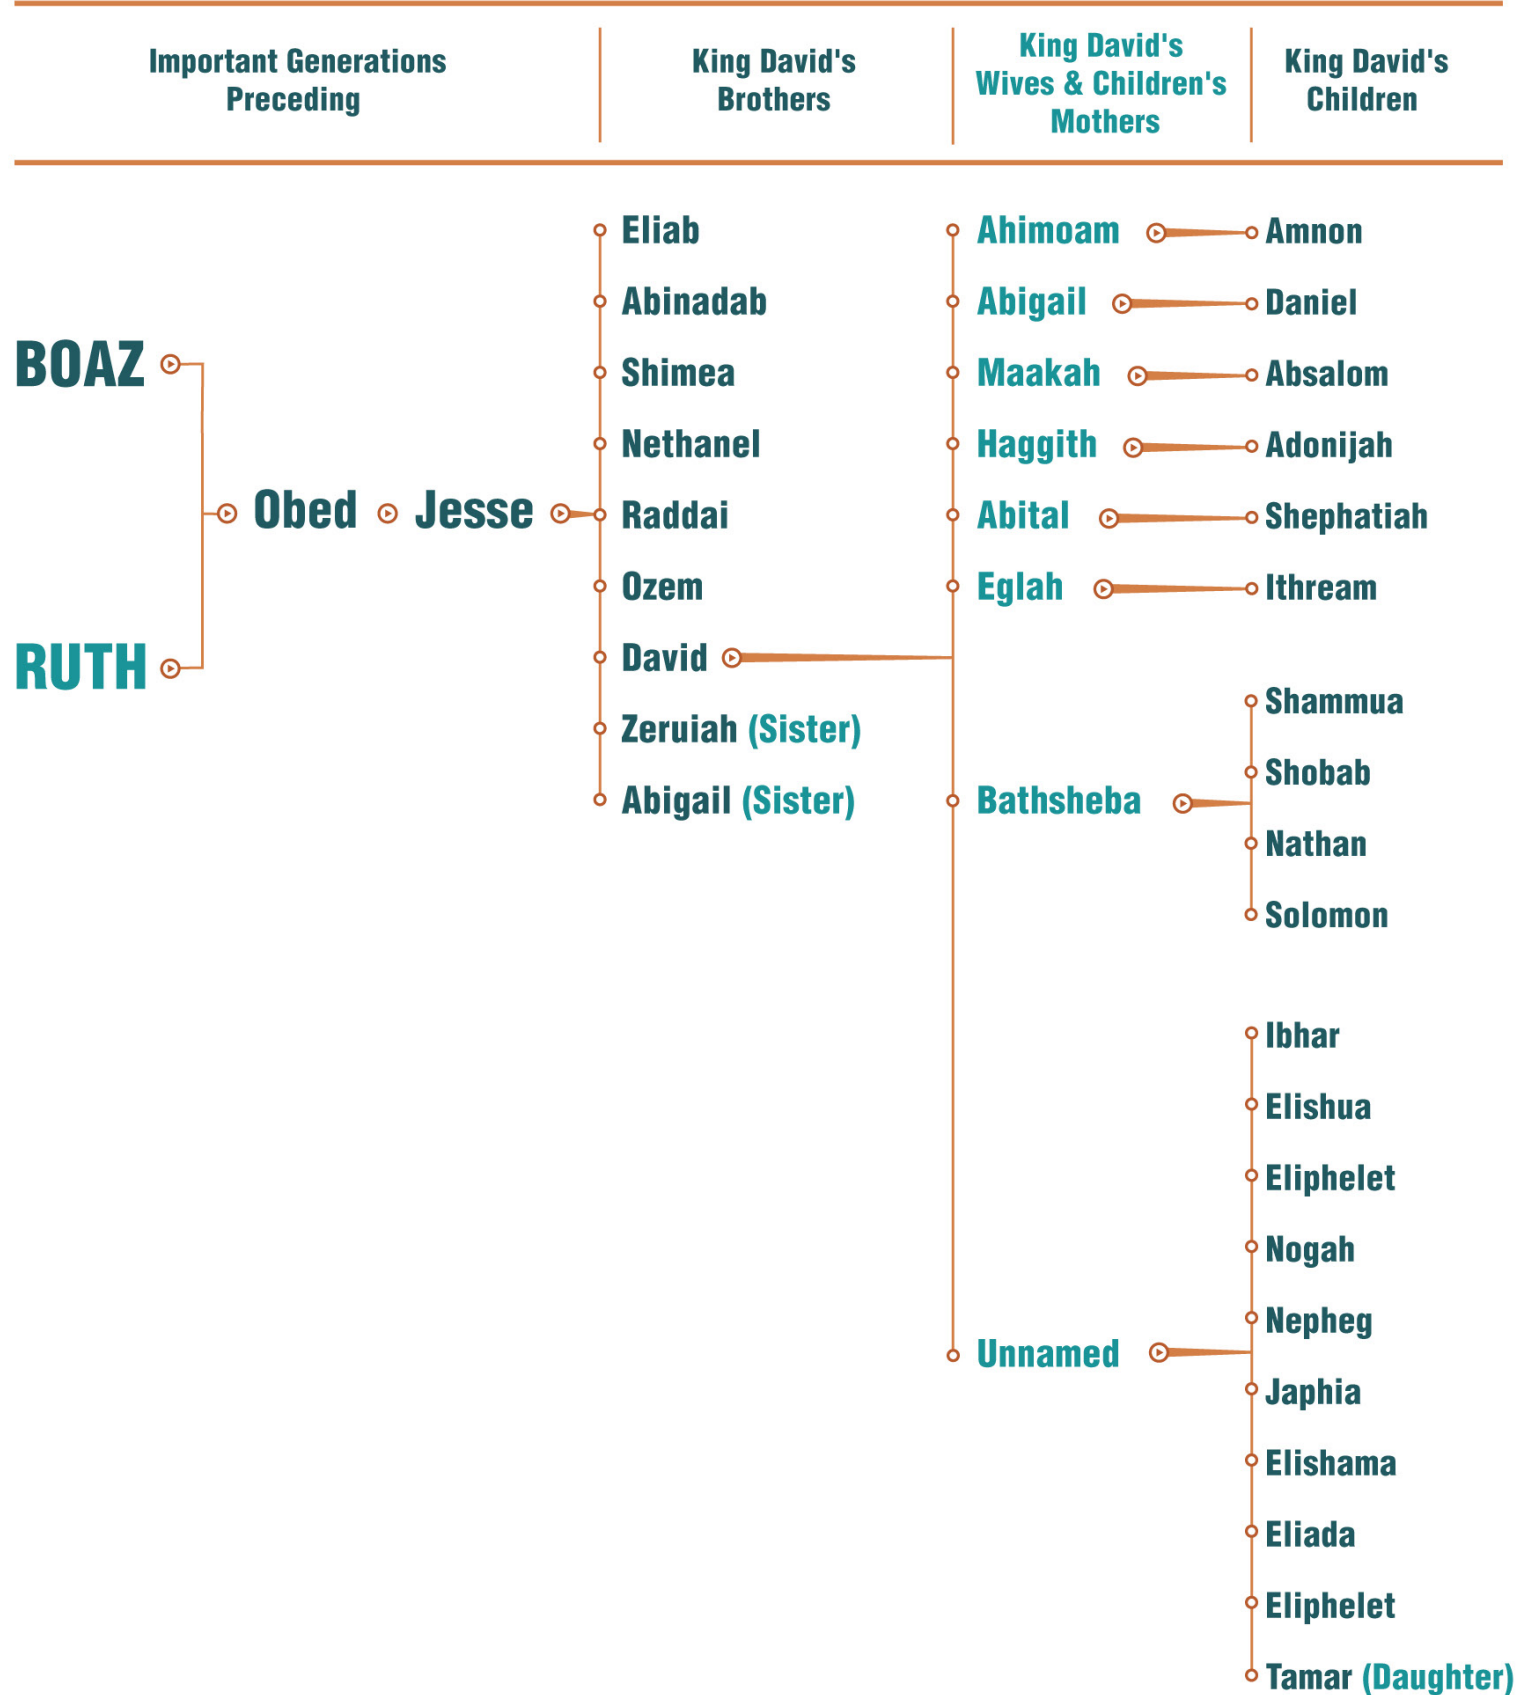 Important Generations
Preceding
King David's
Brothers
King David's
Wives & Children's
Mothers
King David's
Children
BOAZ
RUTH
Obed
Jesse
Eliab
Abinadab
Shimea
Nethanel
Raddai
Ozem
David
Zeruiah (Sister)
Abigail (Sister)
Ahimoam
Abigail
Maakah
Haggith
Abital
Eglah
Bathsheba
Unnamed
Amnon
Daniel
Absalom
Adonijah
Shephatiah
Ithream
Shammua
Shobab
Nathan
Solomon
Ibhar
Elishua
Eliphelet
Nogah
Nepheg
Japhia
Elishama
Eliada
Eliphelet
Tamar (Daughter)